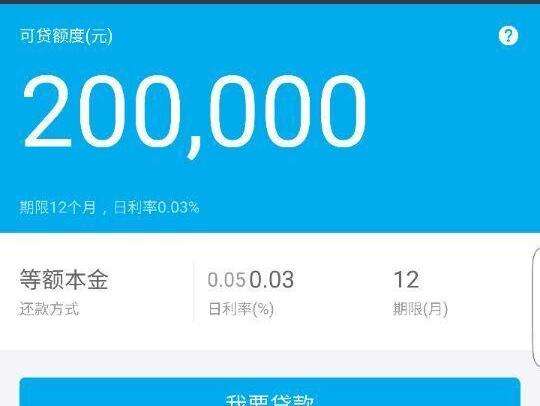 可贷额度(元)
?
200,000
期限12个月，日利率0.03%
等额本金 0.05 0.03 12
还款方式 日利率(%) 期限(月)
我要贷款